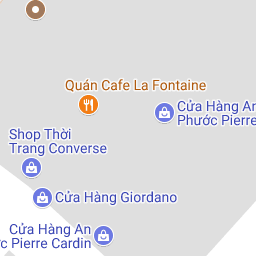 Quán Cafe La Fontaine
Cửa Hàng An
Phước Pierre
Shop Thời
Trang Converse
Cửa Hàng Giordano
Cửa Hàng An
ớc Pierre Cardin